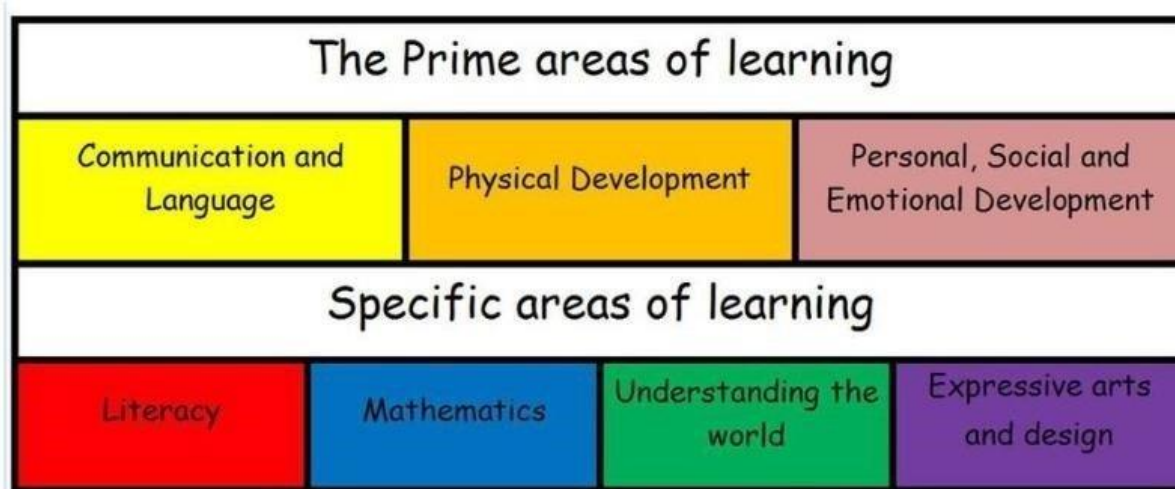 The Prime areas of learning
Communication and
Language
Physical Development
Personal, Social and
Emotional Development
Specific areas of learning
Literacy
Mathematics
Understanding the
world
Expressive arts
and design